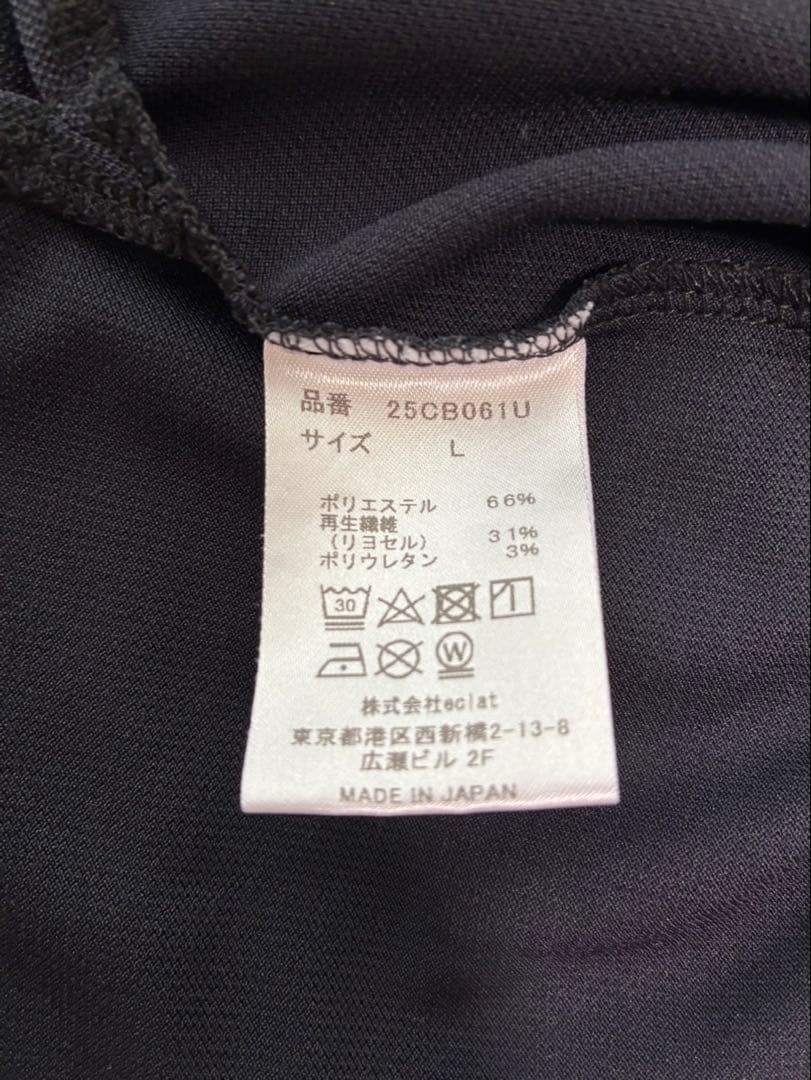 品番 25CB061U
サイズ L
ポリエステル 66%
再生繊維
(リヨセル) 31%
ポリウレタン 3%
30
W
株式会社eclat
東京都港区西新橋2-13-8
広瀬ビル 2F
MADE IN JAPAN